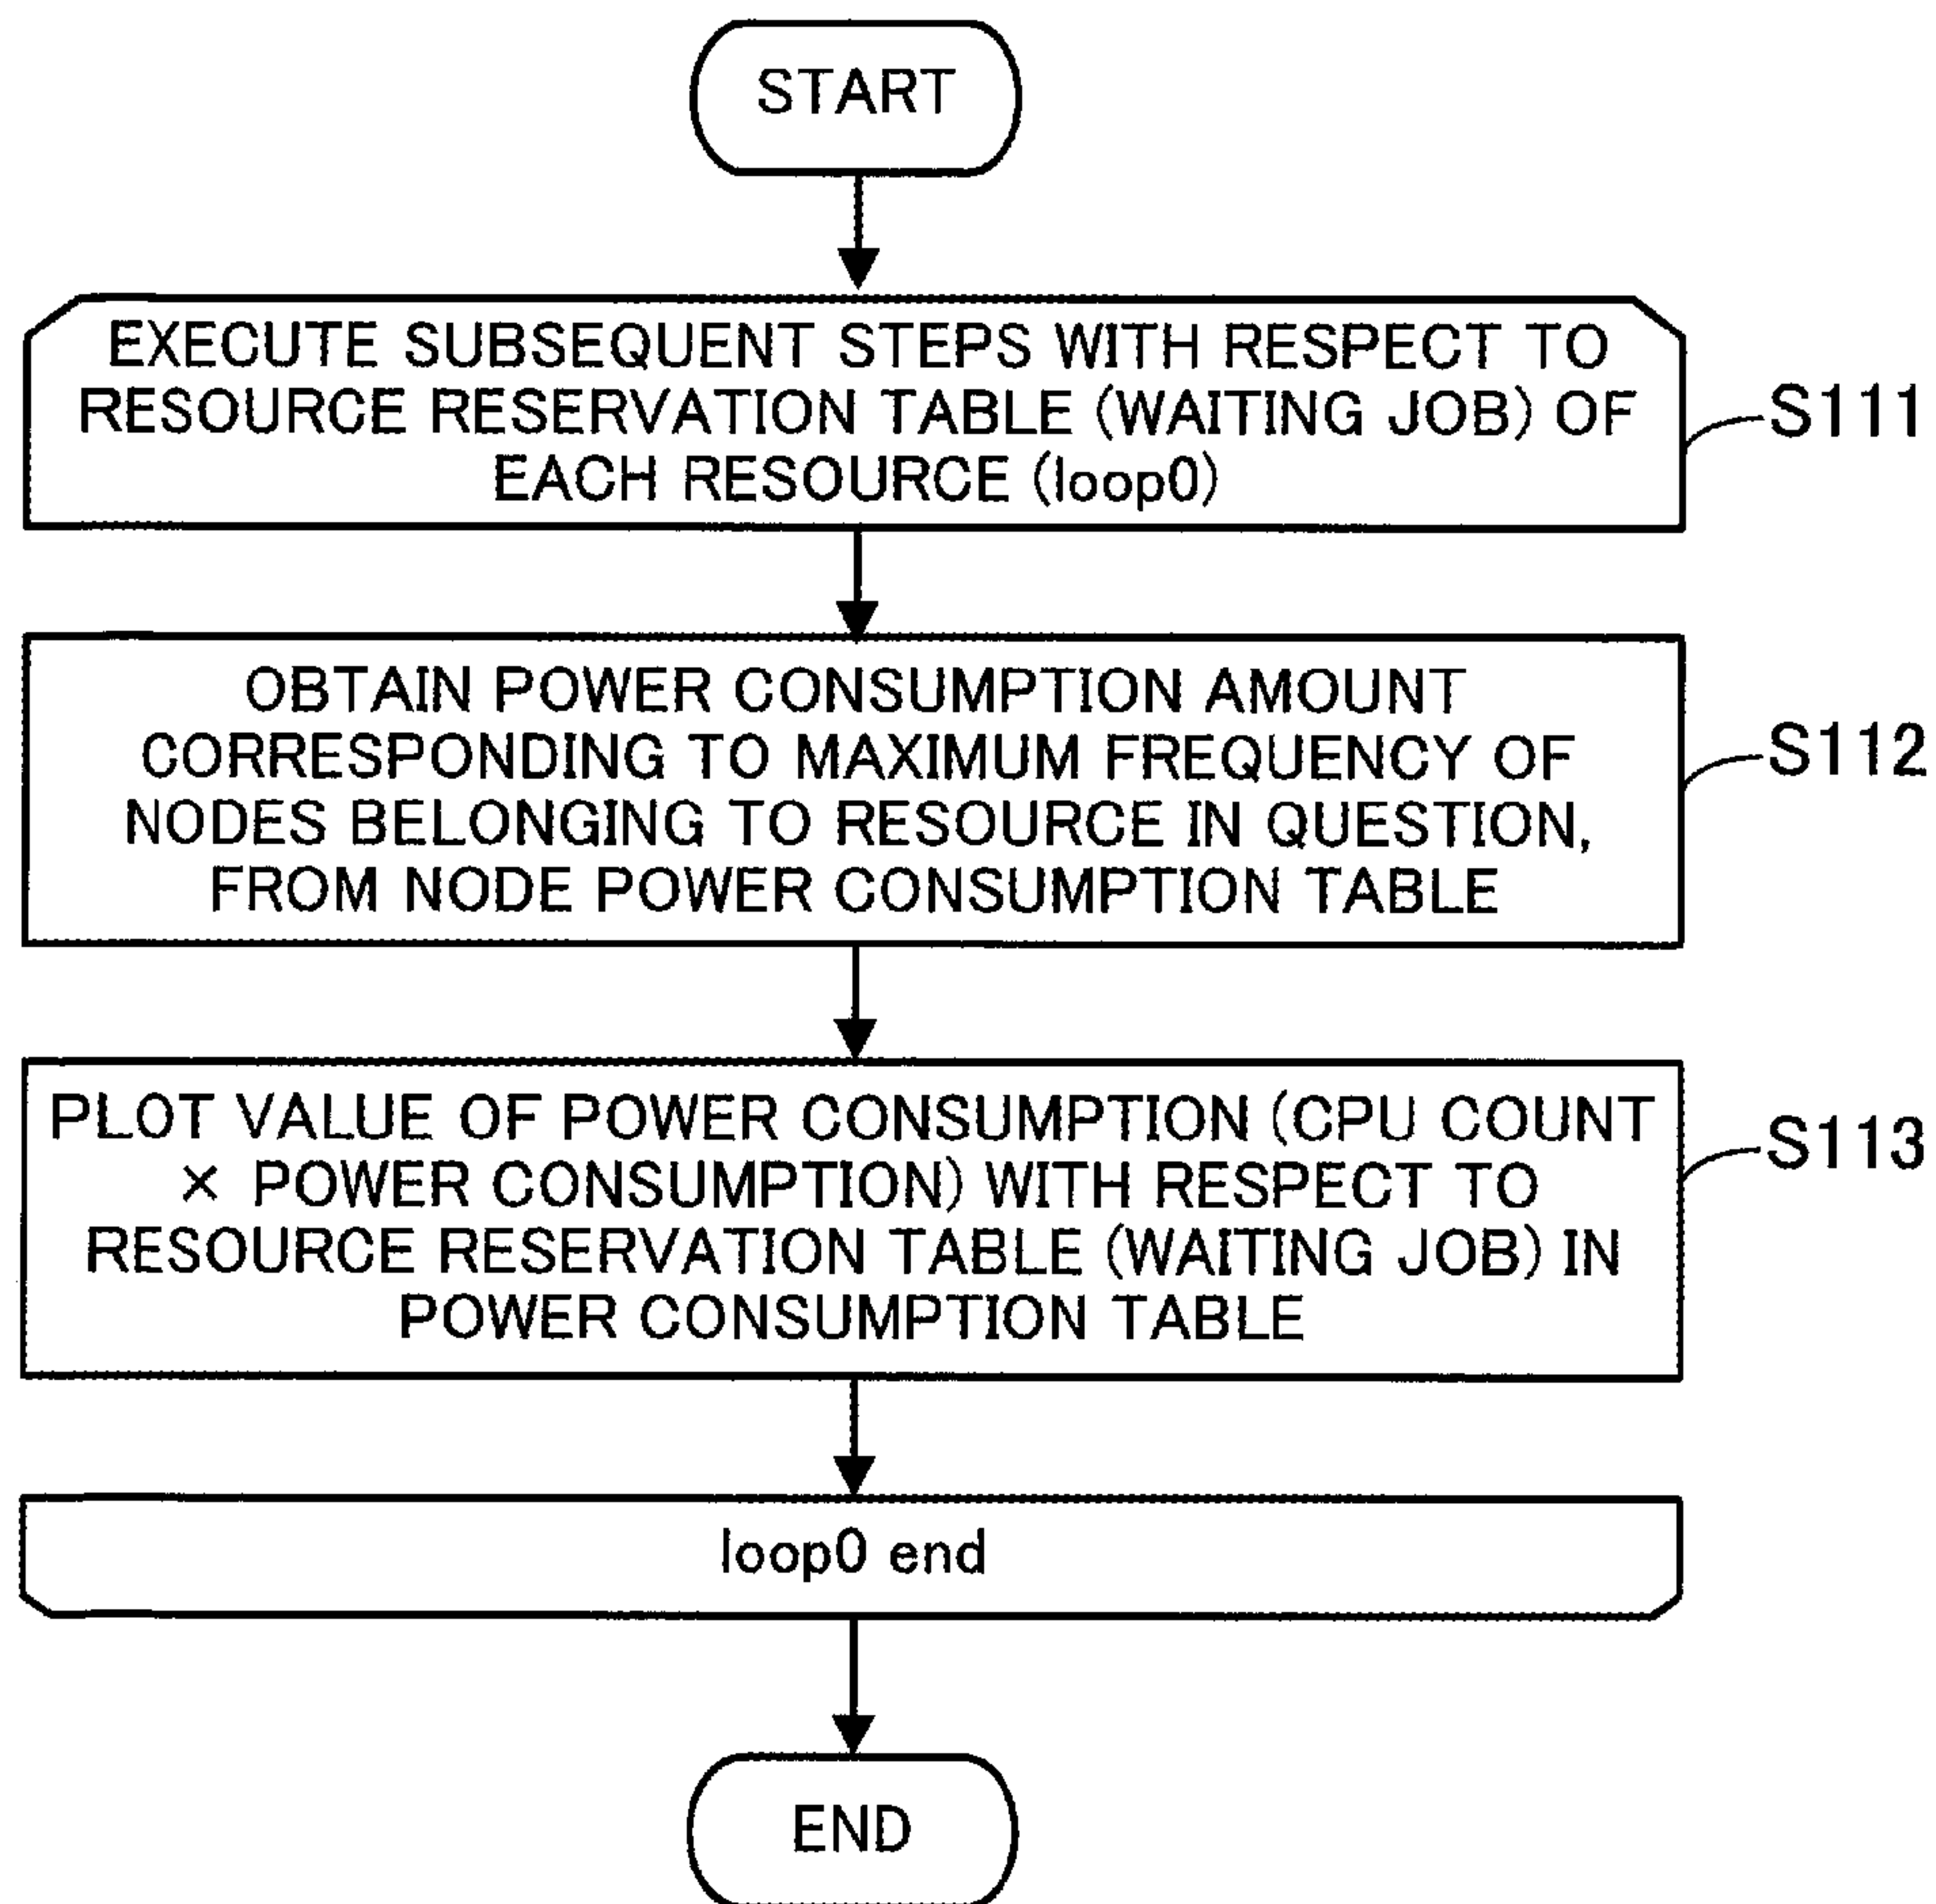 START
EXECUTE SUBSEQUENT STEPS WITH RESPECT TO
RESOURCE RESERVATION TABLE (WAITING JOB) OF
EACH RESOURCE (loop0)
S111
OBTAIN POWER CONSUMPTION AMOUNT
CORRESPONDING TO MAXIMUM FREQUENCY OF
NODES BELONGING TO RESOURCE IN QUESTION,
FROM NODE POWER CONSUMPTION TABLE
S112
PLOT VALUE OF POWER CONSUMPTION (CPU COUNT
× POWER CONSUMPTION) WITH RESPECT TO
RESOURCE RESERVATION TABLE (WAITING JOB) IN
POWER CONSUMPTION TABLE
S113
loop0 end
END